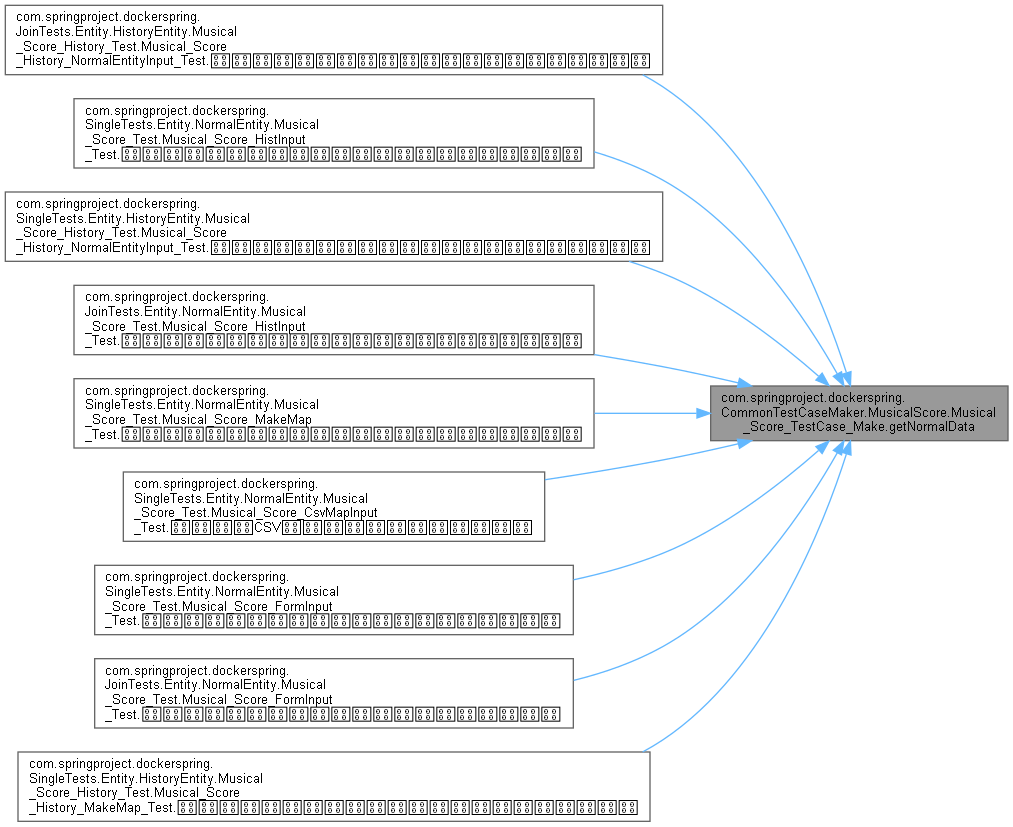 com.springproject.dockerspring.
JoinTests.Entity.HistoryEntity.Musical
_Score_History_Test.Musical_Score
_History_NormalEntityInput_Test.
com.springproject.dockerspring.
SingleTests.Entity.NormalEntity.Musical
_Score_Test.Musical_Score_HistInput
_Test.
com.springproject.dockerspring.
SingleTests.Entity.HistoryEntity.Musical
_Score_History_Test.Musical_Score
_History_NormalEntityInput_Test.
com.springproject.dockerspring.
JoinTests.Entity.NormalEntity.Musical
_Score_Test.Musical_Score_HistInput
_Test.
com.springproject.dockerspring.
SingleTests.Entity.NormalEntity.Musical
_Score_Test.Musical_Score_MakeMap
_Test.
com.springproject.dockerspring.
SingleTests.Entity.NormalEntity.Musical
_Score_Test.Musical_Score_CsvMapInput
_Test. CSV
com.springproject.dockerspring.
SingleTests.Entity.NormalEntity.Musical
_Score_Test.Musical_Score_FormInput
_Test.
com.springproject.dockerspring.
JoinTests.Entity.NormalEntity.Musical
_Score_Test.Musical_Score_FormInput
_Test.
com.springproject.dockerspring.
SingleTests.Entity.HistoryEntity.Musical
_Score_History_Test.Musical_Score
_History_MakeMap_Test.
com.springproject.dockerspring.
CommonTestCaseMaker.MusicalScore.Musical
_Score_TestCase_Make.getNormalData